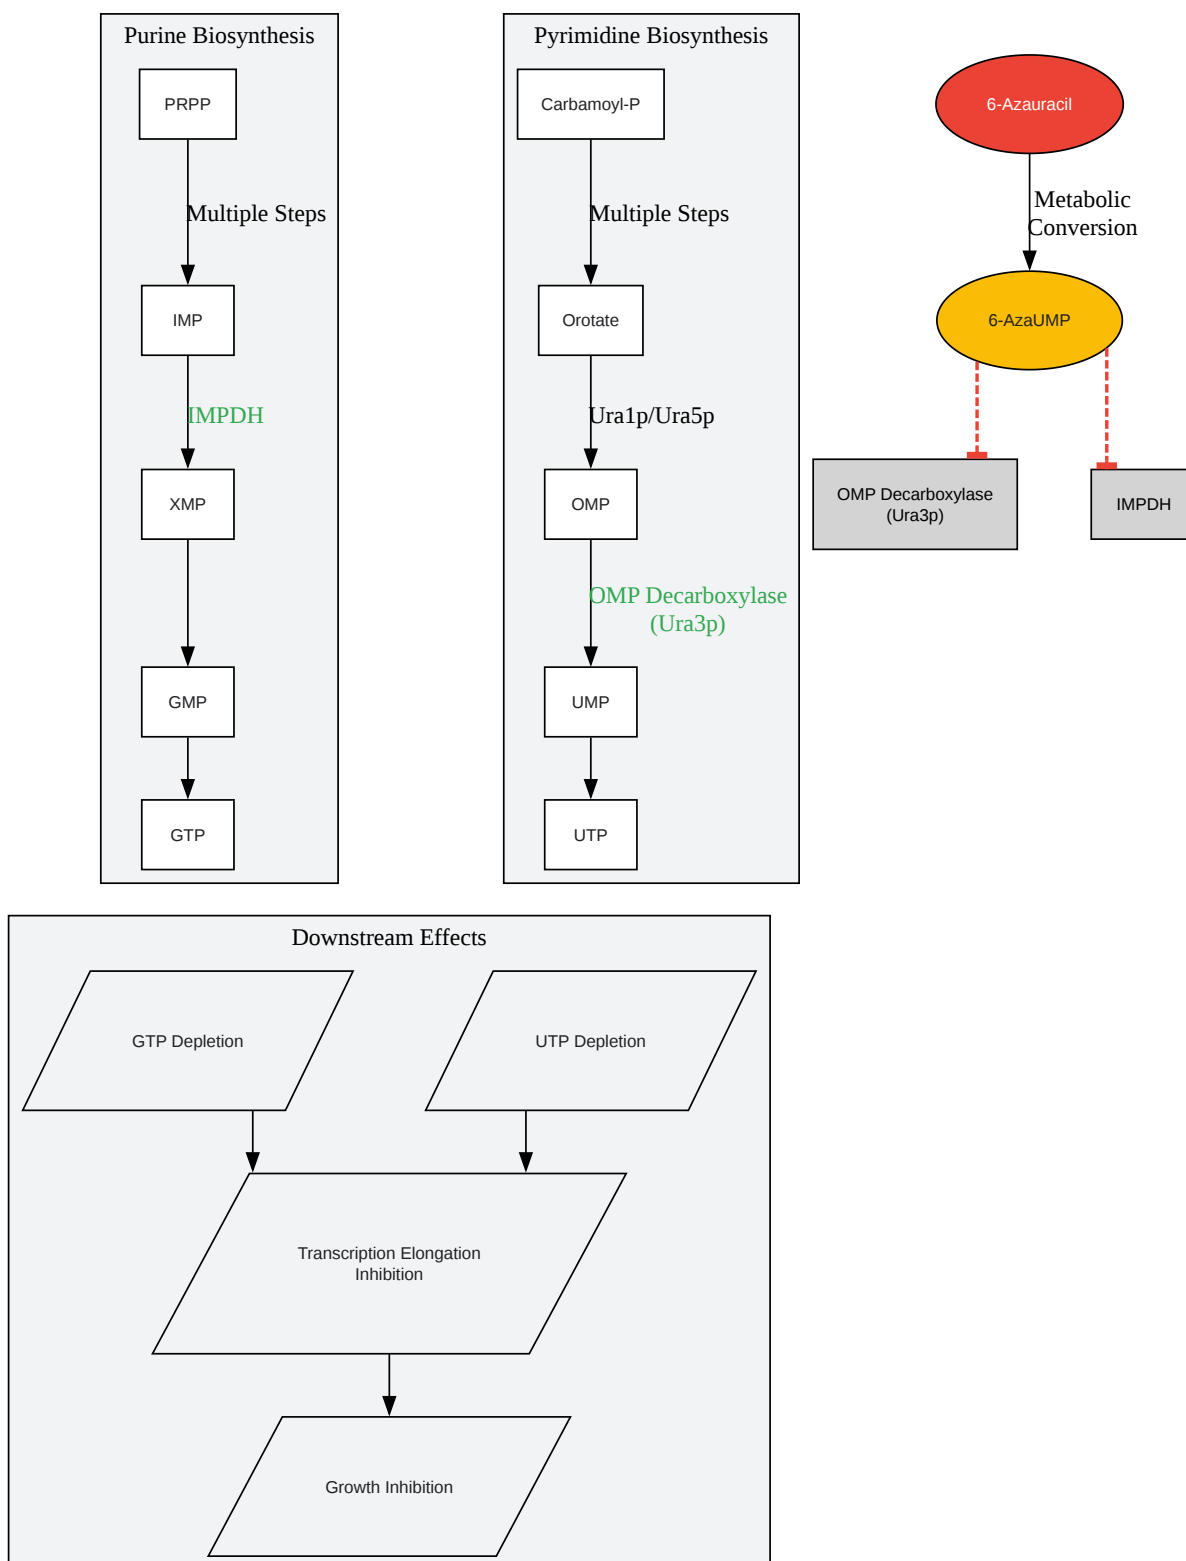 Purine Biosynthesis
PRPP
Multiple Steps
IMP
IMPDH
XMP
GMP
GTP
Pyrimidine Biosynthesis
Carbamoyl-P
Multiple Steps
Orotate
Ura1p/Ura5p
OMP
OMP Decarboxylase
(Ura3p)
UMP
UTP
6-Azauracil
Metabolic
Conversion
6-AzaUMP
OMP Decarboxylase
(Ura3p)
IMPDH
Downstream Effects
GTP Depletion
UTP Depletion
Transcription Elongation
Inhibition
Growth Inhibition